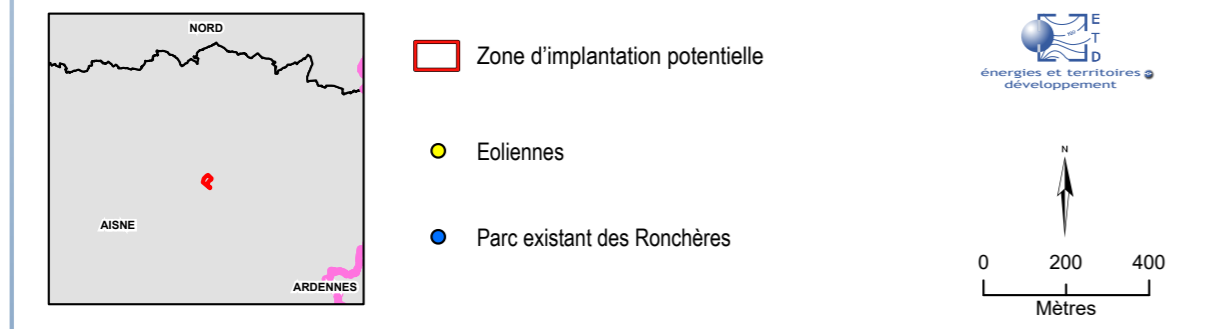 NORD
AISNE
ARDENNES
Zone d'implantation potentielle
Eoliennes
Parc existant des Ronchères
E
T
D
énergies et territoires
développement
N
0 200 400
Mètres